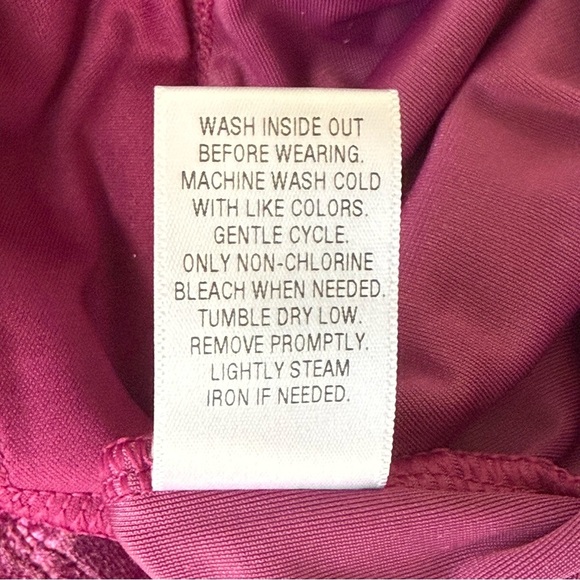 WASH INSIDE OUT
BEFORE WEARING.
MACHINE WASH COLD
WITH LIKE COLORS.
GENTLE CYCLE.
ONLY NON-CHLORINE
BLEACH WHEN NEEDED.
TUMBLE DRY LOW.
REMOVE PROMPTLY.
LIGHTLY STEAM
IRON IF NEEDED.